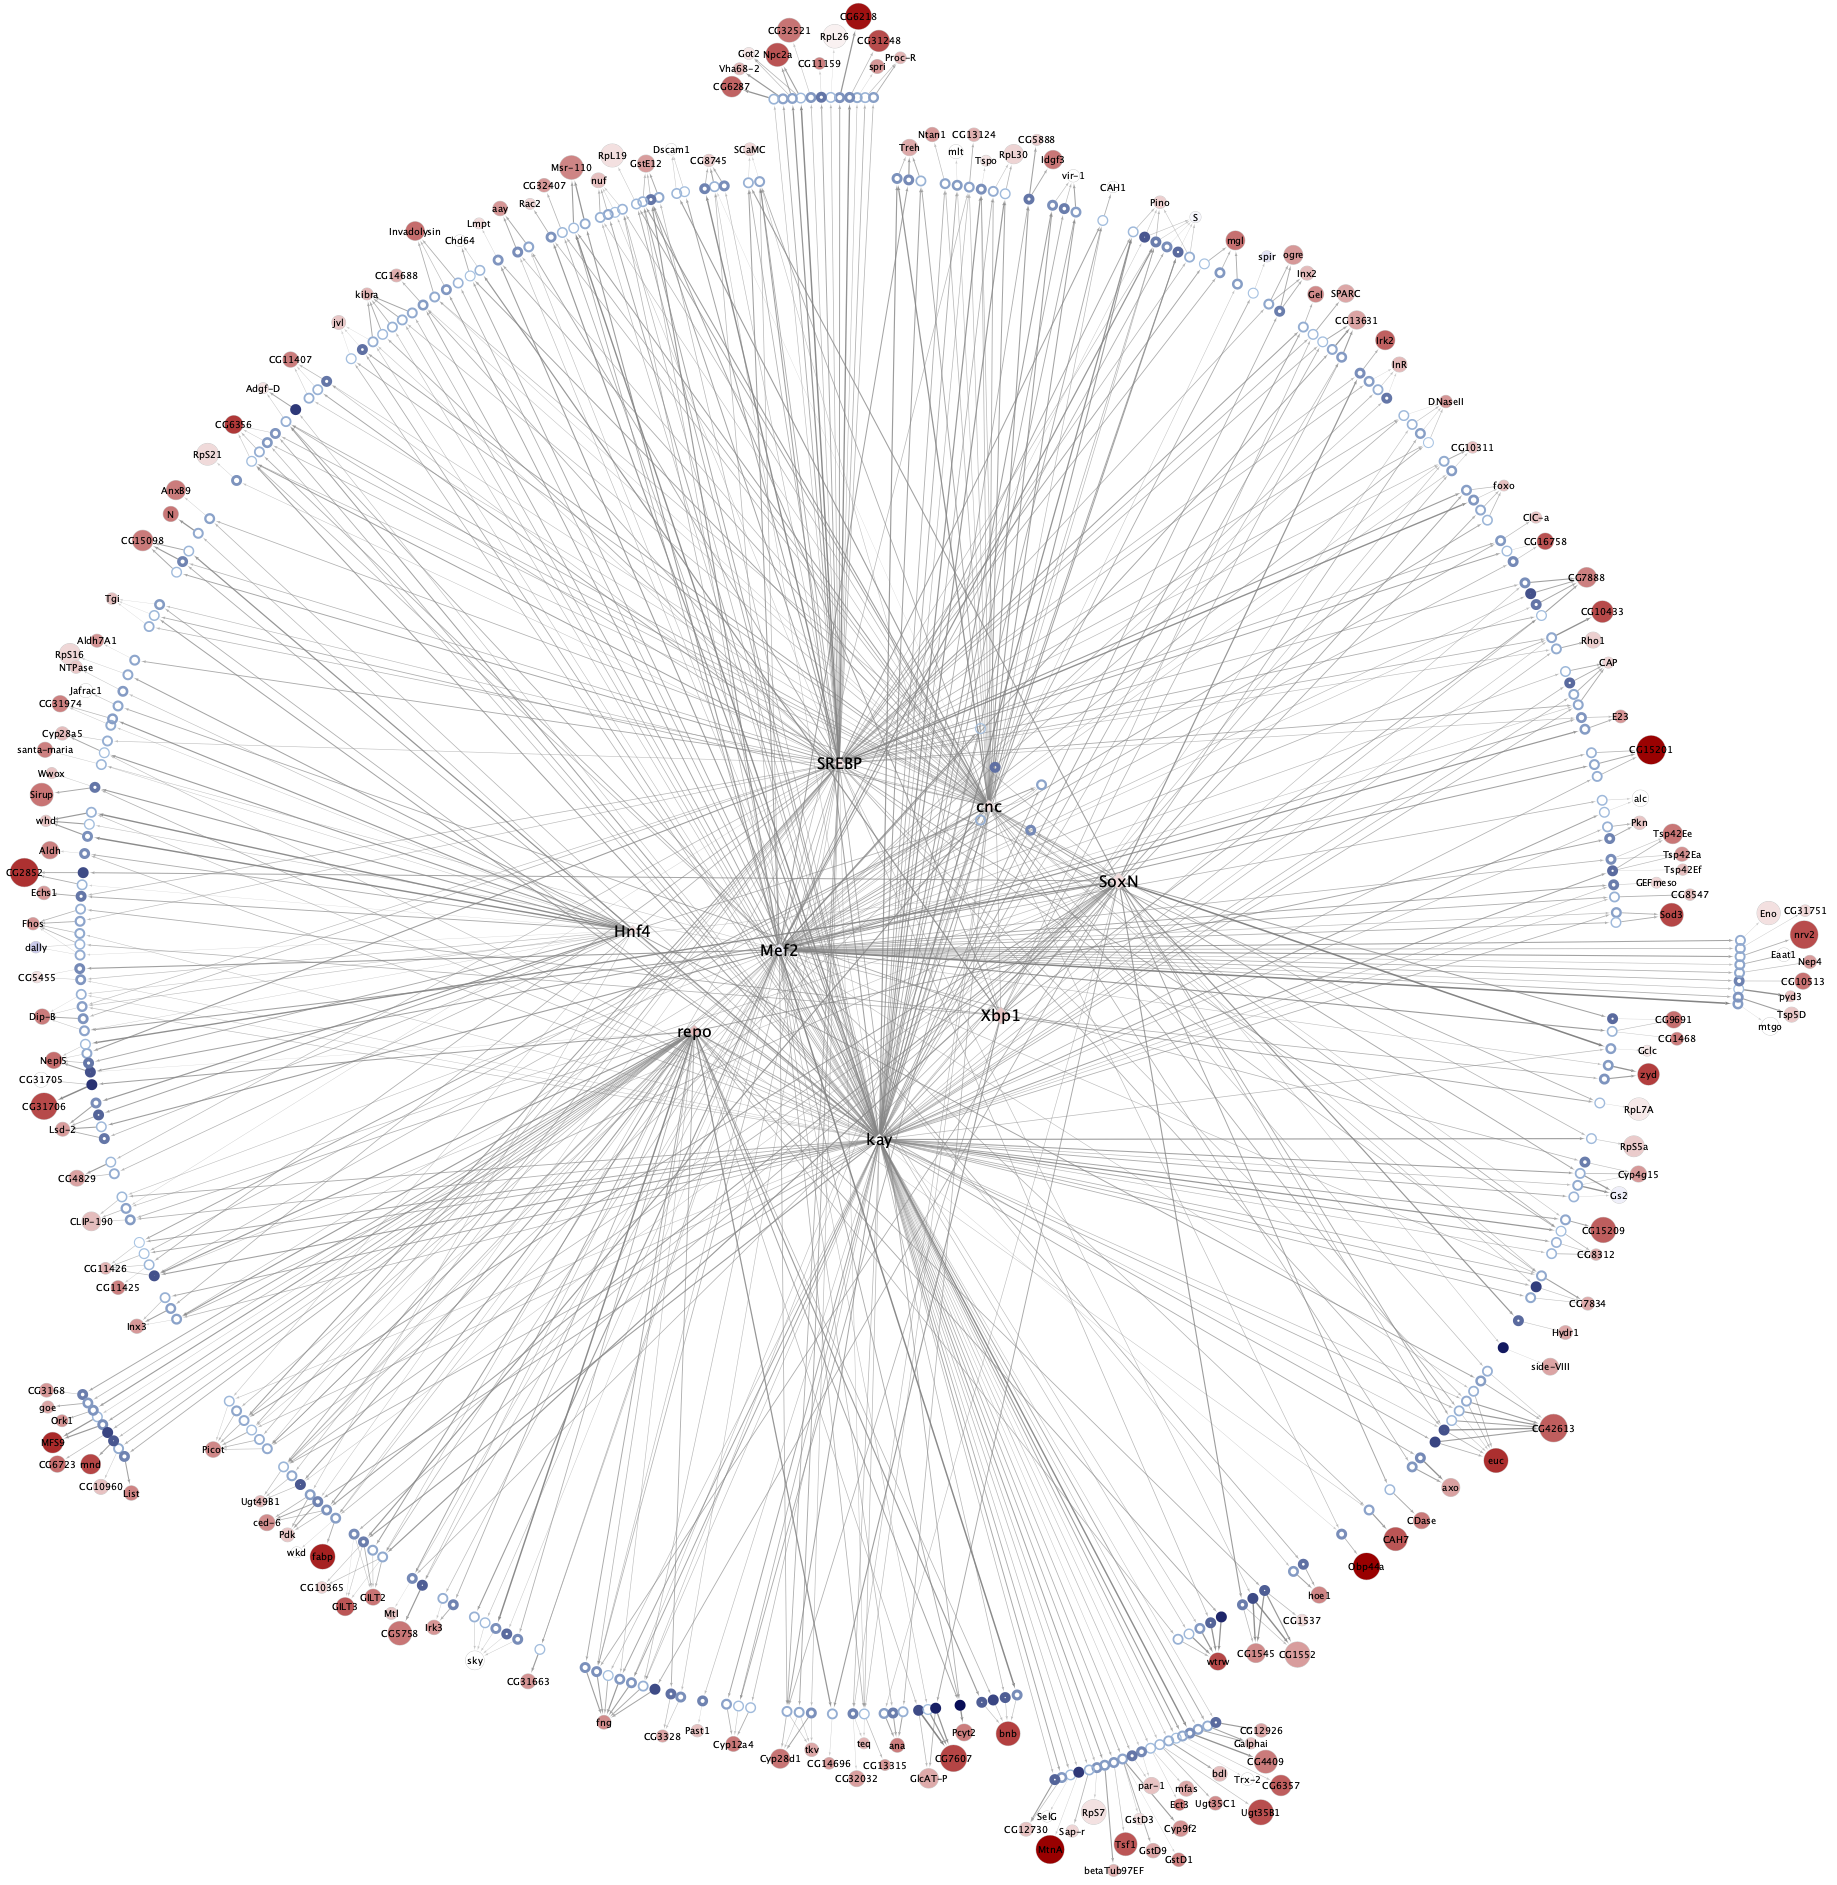 CG6218
CG32521
RpL26
CG31248
Got2
Npc2a
CG11159
Proc-R
Vha68-2
spri
CG6287
Treh
Ntan1
CG13124
CG5888
mlt
Tspo
RpL30
Idgf3
vir-1
CAH1
Pino
S
mgl
spir
ogre
Inx2
Gel
SPARC
CG13631
Irk2
InR
DNaseII
CG10311
foxo
ClC-a
CG16758
CG7888
CG10433
Rho1
CAP
E23
CG15201
alc
Pkn
Tsp42Ee
Tsp42Ea
Tsp42Ef
GEFmeso
CG8547
Sod3
Eno
CG31751
nrv2
Eaat1
Nep4
CG10513
pyd3
Tsp5D
mtgo
CG9691
CG1468
Gclc
zyd
RpL7A
RpS5a
Cyp4g15
Gs2
CG15209
CG8312
CG7834
Hydr1
side-VIII
CG42613
euc
axo
CDase
CAH7
Obp44a
hoe1
CG1537
CG1545
CG1552
wtrw
CG12926
Galphai
CG4409
bdl
Trx-2
CG6357
par-1
mfas
Ect3
Ugt35C1
Ugt35B1
SelG
RpS7
GstD3
CG12730
Sap-r
Cyp9f2
MtnA
Tsf1
GstD9
GstD1
betaTub97EF
bnb
Pcyt2
CG7607
GlcAT-P
ana
CG13315
teq
CG32032
CG14696
tkv
Cyp28d1
Cyp12a4
Past1
CG3328
fng
CG31663
sky
Irk3
CG5758
Mtl
GILT2
GILT3
CG10365
fabp
wkd
Pdk
ced-6
Ugt49B1
Picot
CG3168
goe
Ork1
MFS9
CG6723
mnd
CG10960
List
Inx3
CG11425
CG11426
CLIP-190
CG4829
Lsd-2
CG31706
CG31705
Nepl5
Dip-B
CG5455
dally
Fhos
Echs1
CG2852
Aldh
whd
Sirup
Wwox
santa-maria
Cyp28a5
CG31974
Jafrac1
NTPase
RpS16
Aldh7A1
Tgi
CG15098
N
AnxB9
RpS21
CG6356
Adgf-D
CG11407
jvl
kibra
CG14688
Chd64
Invadolysin
Lmpt
aay
Rac2
CG32407
Msr-110
nuf
RpL19
GstE12
Dscam1
CG8745
SCaMC
SREBP
cnc
SoxN
Hnf4
Mef2
Xbp1
repo
kay